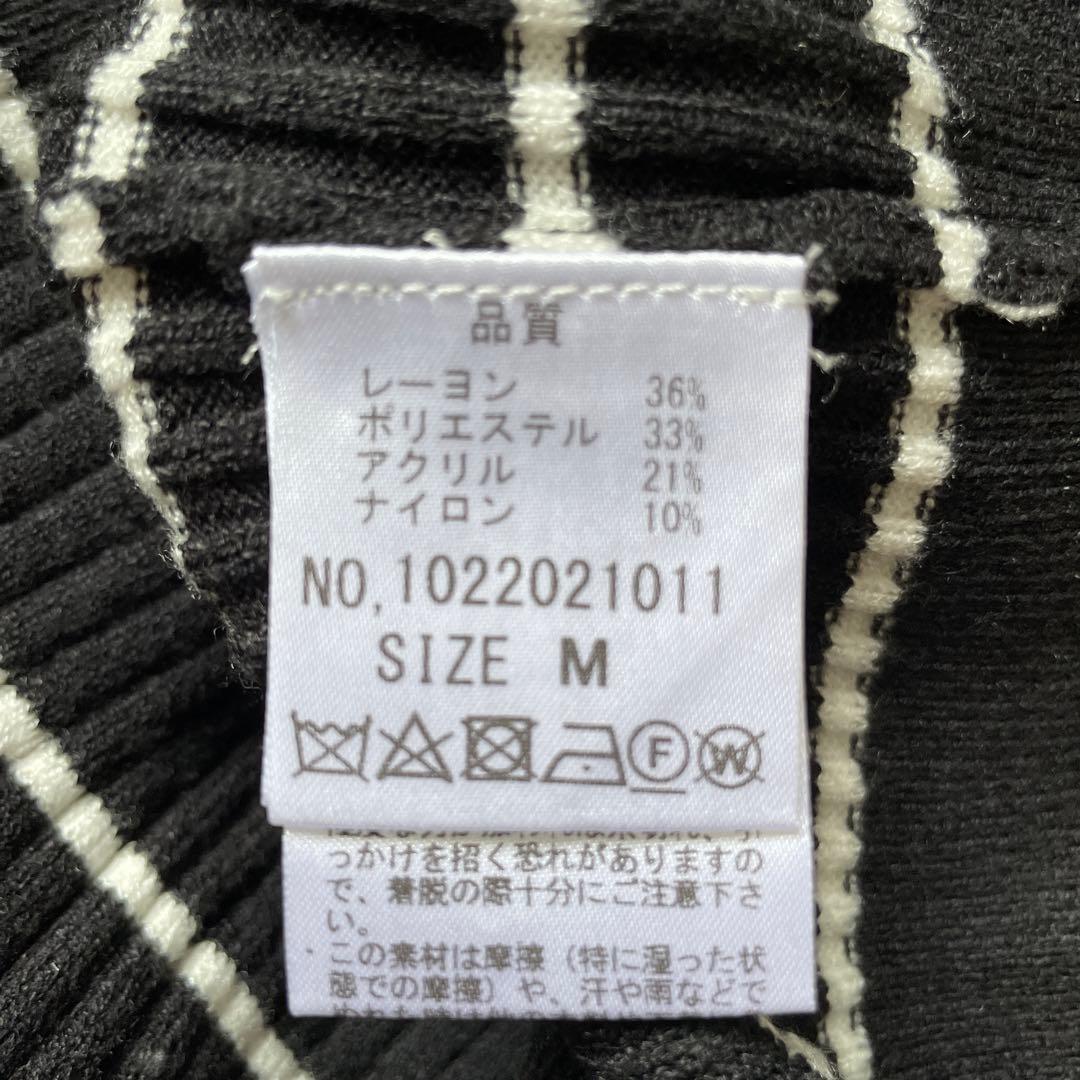 品質
レーヨン 36%
ポリエステル 33%
アクリル 21%
ナイロン 10%
NO,1022021011
SIZE M
F W
っかけを招く恐れがありますの
で、着脱の際十分にご注意下さ
い。
・この素材は摩擦（特に湿った状
態での摩擦）や、汗や雨などで